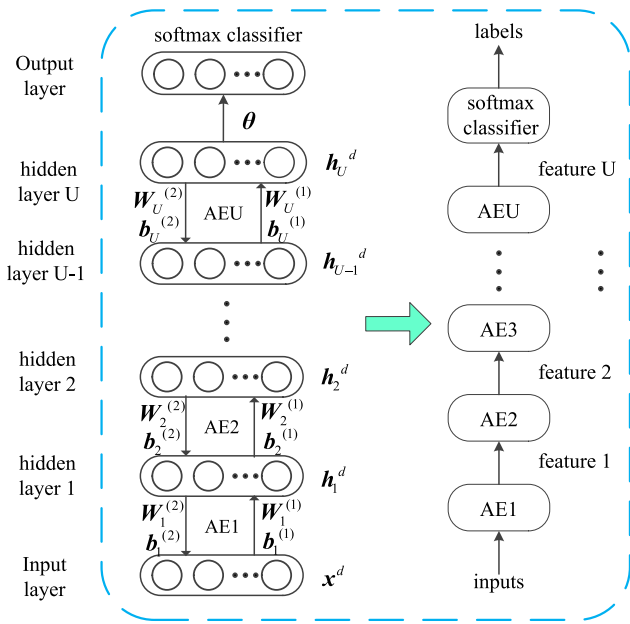 softmax classifier
Output
layer
θ
hidden
layer U
h_U^d
W_U^(2)
b_U^(2)
AEU
W_U^(1)
b_U^(1)
hidden
layer U-1
h_{U-1}^d
hidden
layer 2
h_2^d
W_2^(2)
b_2^(2)
AE2
W_2^(1)
b_2^(1)
hidden
layer 1
h_1^d
W_1^(2)
b_1^(2)
AE1
W_1^(1)
b_1^(1)
Input
layer
x^d
labels
softmax
classifier
feature U
AEU
AE3
feature 2
AE2
feature 1
AE1
inputs